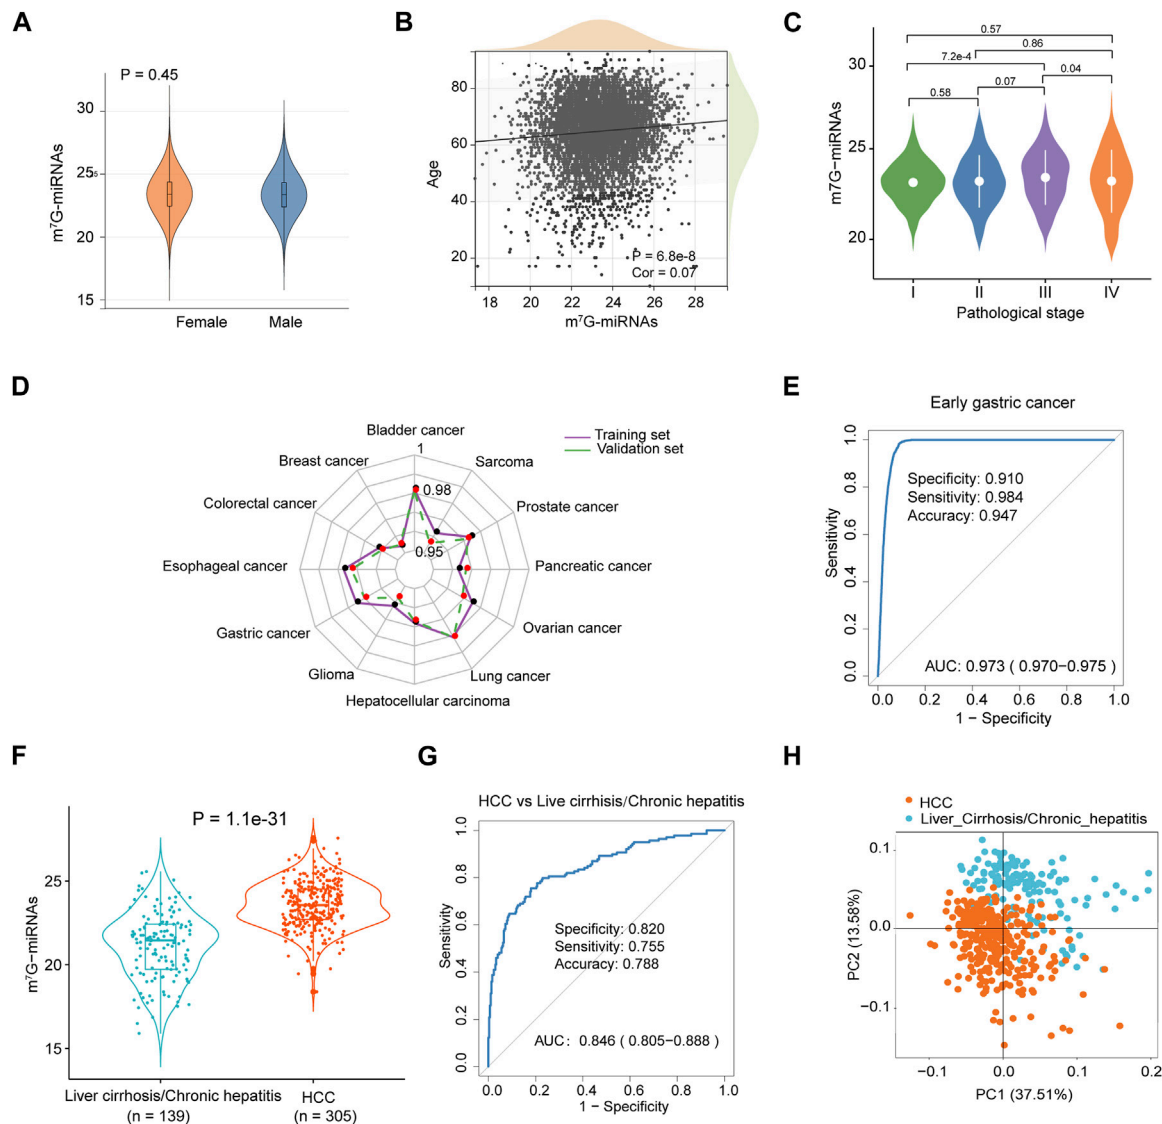 A
P = 0.45
30
25
5
20
15
m⁷G-miRNAs
Female
Male
B
80
60
40
20
Age
P = 6.8e-8
Cor = 0.07
18
20
22
24
26
28
m⁷G-miRNAs
C
0.57
0.86
7.2e-4
0.04
0.07
0.58
30
25
20
m7G−miRNAs
I
II
III
IV
Pathological stage
D
Training set
Validation set
Bladder cancer
1
0.98
0.95
Breast cancer
Sarcoma
Colorectal cancer
Prostate cancer
Esophageal cancer
Pancreatic cancer
Gastric cancer
Ovarian cancer
Glioma
Lung cancer
Hepatocellular carcinoma
E
Early gastric cancer
1.0
0.8
0.6
0.4
0.2
0.0
Sensitivity
Specificity: 0.910
Sensitivity: 0.984
Accuracy: 0.947
AUC: 0.973 ( 0.970−0.975 )
0.0
0.2
0.4
0.6
0.8
1.0
1 − Specificity
F
P = 1.1e-31
25
20
15
m⁷G−miRNAs
Liver cirrhosis/Chronic hepatitis
(n = 139)
HCC
(n = 305)
G
HCC vs Live cirrhisis/Chronic hepatitis
1.0
0.8
0.6
0.4
0.2
0.0
Sensitivity
Specificity: 0.820
Sensitivity: 0.755
Accuracy: 0.788
AUC: 0.846 ( 0.805−0.888 )
0.0
0.2
0.4
0.6
0.8
1.0
1 − Specificity
H
HCC
Liver_Cirrhosis/Chronic_hepatitis
0.1
0.0
−0.1
PC2 (13.58%)
−0.1
0.0
0.1
0.2
PC1 (37.51%)